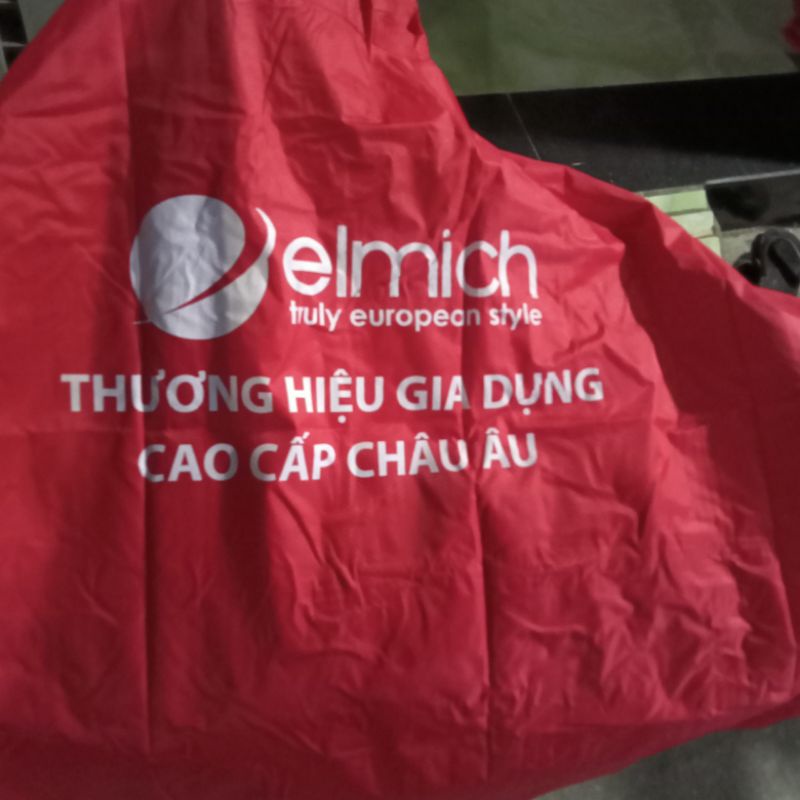 elmich
truly european style
THƯƠNG HIỆU GIA DỤNG
CAO CẤP CHÂU ÂU